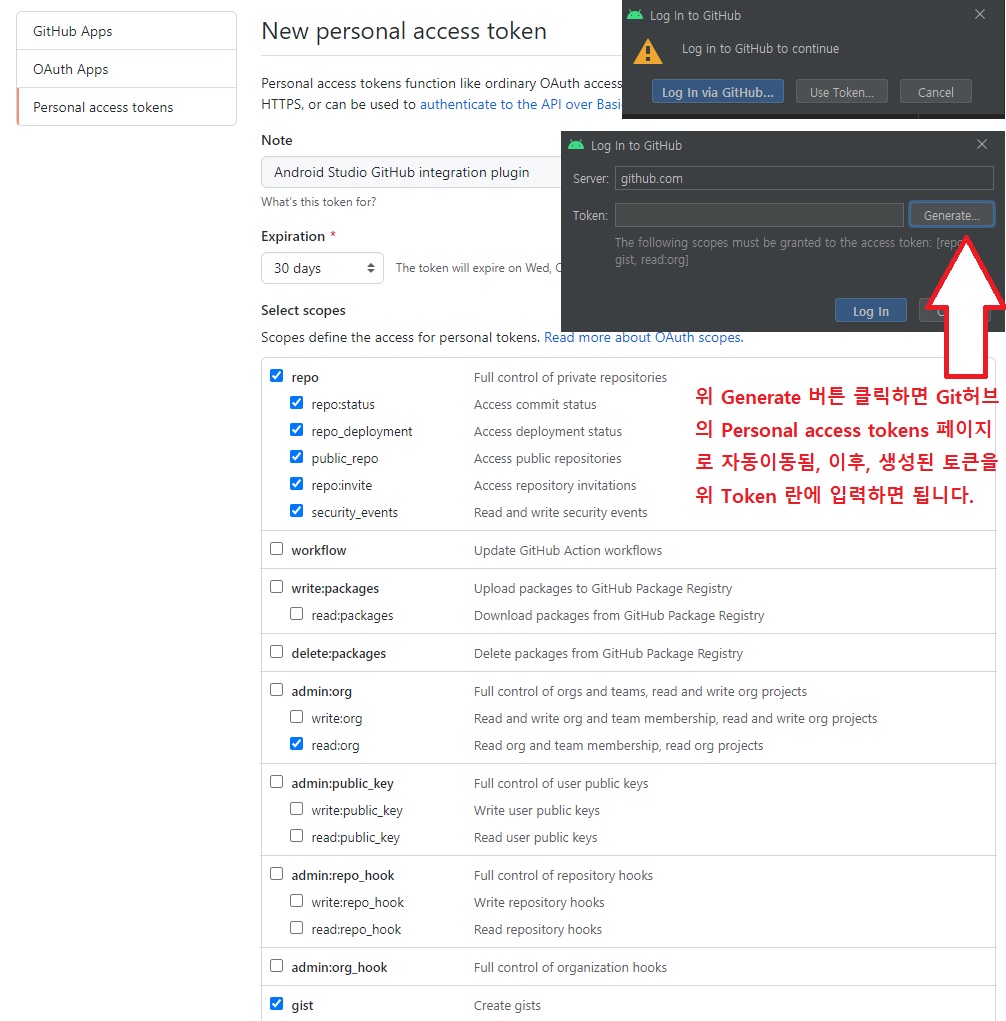 GitHub Apps
OAuth Apps
Personal access tokens
New personal access token
Personal access tokens function like ordinary OAuth access
HTTPS, or can be used to authenticate to the API over Basi
Note
Android Studio GitHub integration plugin
What's this token for?
Expiration *
30 days
The token will expire on Wed,
Select scopes
Scopes define the access for personal tokens. Read more about OAuth scopes.
Log In to GitHub
Log in to GitHub to continue
Log In via GitHub...
Use Token...
Cancel
Log In to GitHub
Server:
github.com
Token:
Generate...
The following scopes must be granted to the access token: [repo
gist, read:org]
Log In
위 Generate 버튼 클릭하면 Git허브
의 Personal access tokens 페이지
로 자동이동됨, 이후, 생성된 토큰을
위 Token 란에 입력하면 됩니다.
repo Full control of private repositories
repo:status Access commit status
repo_deployment Access deployment status
public_repo Access public repositories
repo:invite Access repository invitations
security_events Read and write security events
workflow Update GitHub Action workflows
write:packages Upload packages to GitHub Package Registry
read:packages Download packages from GitHub Package Registry
delete:packages Delete packages from GitHub Package Registry
admin:org Full control of orgs and teams, read and write org projects
write:org Read and write org and team membership, read and write org projects
read:org Read org and team membership, read org projects
admin:public_key Full control of user public keys
write:public_key Write user public keys
read:public_key Read user public keys
admin:repo_hook Full control of repository hooks
write:repo_hook Write repository hooks
read:repo_hook Read repository hooks
admin:org_hook Full control of organization hooks
gist Create gists